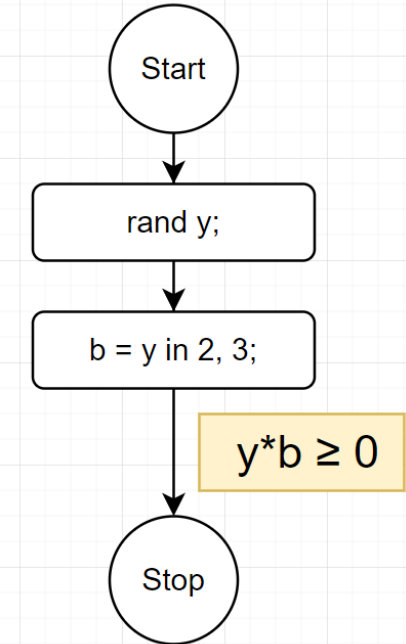 Start
rand y;
b = y in 2, 3;
y*b ≥ 0
Stop